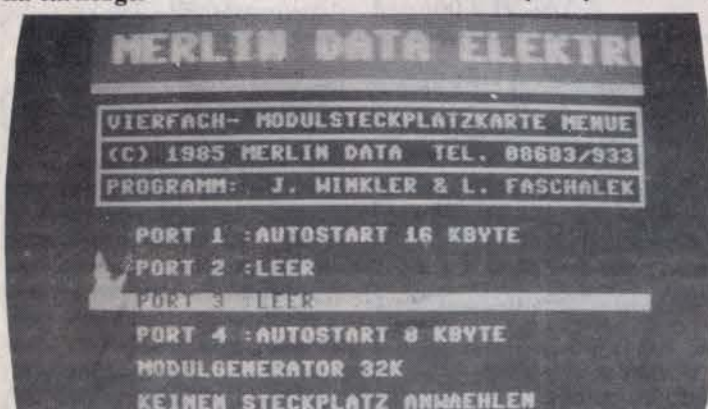 MERLIN DATA ELEKTR
VIERFACH- MODULSTECKPLATZKARTE MENUE
(C) 1985 MERLIN DATA TEL. 08683/933
PROGRAMM: J. WINKLER & L. FASCHALEK
PORT 1 :AUTOSTART 16 KBYTE
PORT 2 :LEER
PORT 3 :LEER
PORT 4 :AUTOSTART 8 KBYTE
MODULGENERATOR 32K
KEINEN STECKPLATZ ANWAEHLEN